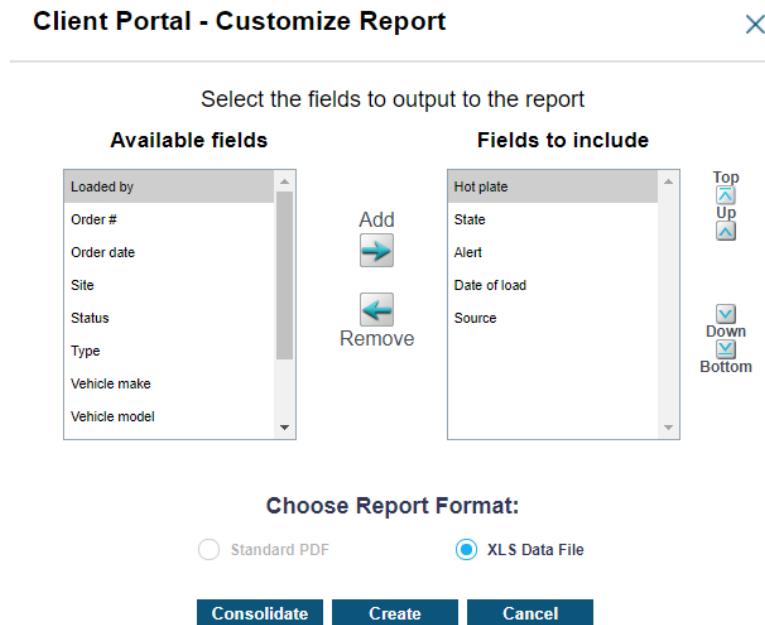 Client Portal - Customize Report
Select the fields to output to the report
Available fields
Loaded by
Order #
Order date
Site
Status
Type
Vehicle make
Vehicle model
Add
Remove
Fields to include
Hot plate
State
Alert
Date of load
Source
Top
Up
Down
Bottom
Choose Report Format:
Standard PDF
XLS Data File
Consolidate
Create
Cancel